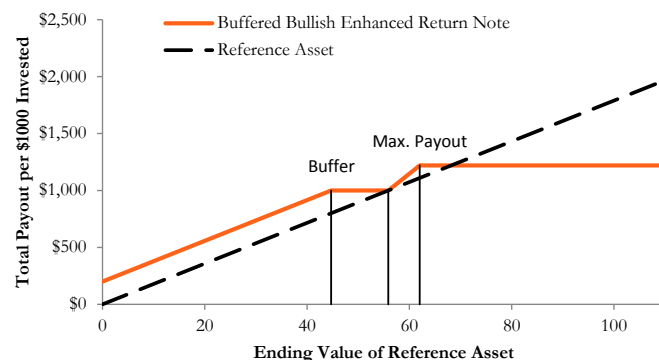 $2,500
Buffered Bullish Enhanced Return Note
Reference Asset
$2,000
$1,500
Max. Payout
Buffer
$1,000
$500
$0
0 20 40 60 80 100
Total Payout per $1000 Invested
Ending Value of Reference Asset